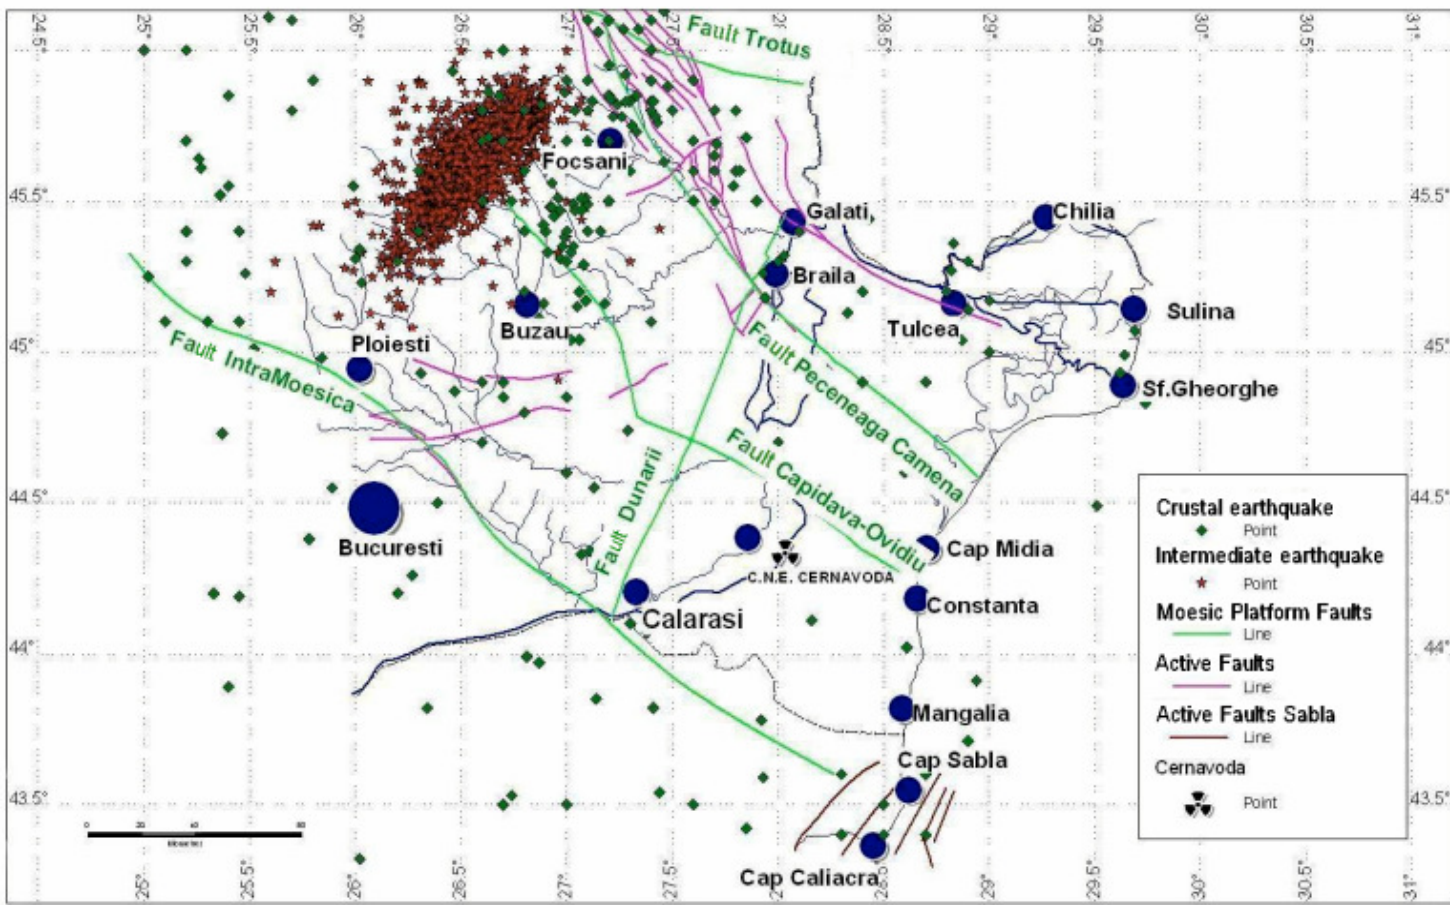 24.5°
25°
25.5°
26°
26.5°
27°
27.5°
28°
28.5°
29°
29.5°
30°
30.5°
31°
Fault Trotus
Focsani
45.5°
45.5°
Galati
Chilia
Braila
Buzau
Tulcea
Sulina
Ploiesti
45°
45°
Fault IntraMoesica
Fault Peceneaga Camena
Sf.Gheorghe
Fault Dunarii
Fault Capidava-Ovidiu
44.5°
44.5°
Bucuresti
Cap Midia
C.N.E. CERNAVODA
Calarasi
Constanta
44°
44°
Mangalia
Cap Sabla
43.5°
43.5°
Cap Caliacra
Crustal earthquake
Point
Intermediate earthquake
Point
Moesic Platform Faults
Line
Active Faults
Line
Active Faults Sabla
Line
Cernavoda
Point
25°
25.5°
26°
26.5°
27°
27.5°
28°
28.5°
29°
29.5°
30°
30.5°
31°